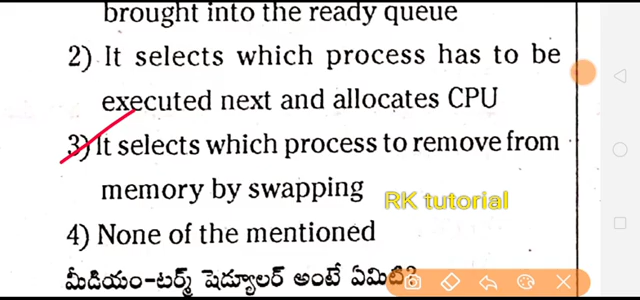 brought into the ready queue
2) It selects which process has to be
executed next and allocates CPU
3) It selects which process to remove from
memory by swapping
RK tutorial
4) None of the mentioned
మీడియం-టర్మ్ షెడ్యూలర్ అంటే ఏమిటి?